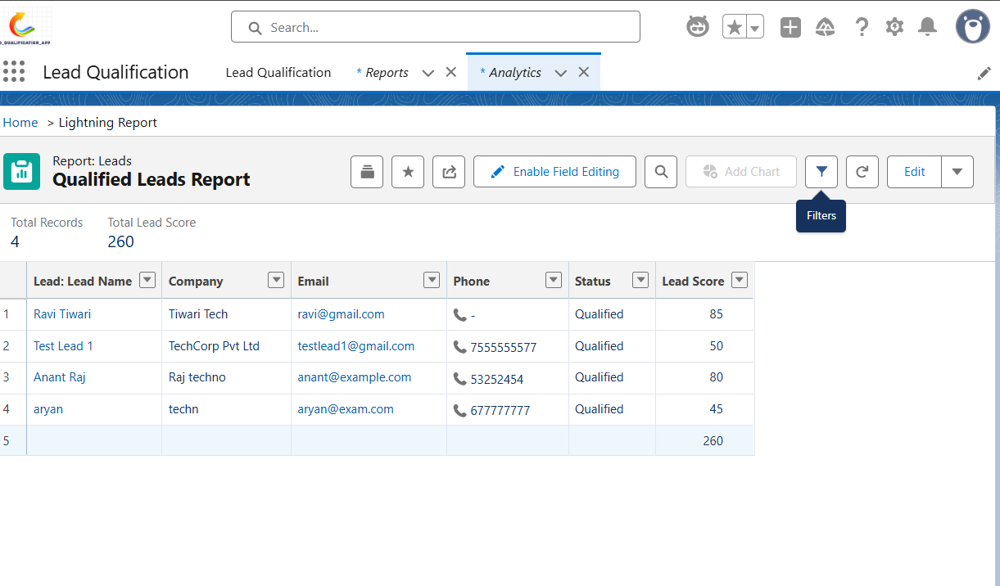 D_QUALIFICATION_APP
Search...
Lead Qualification
Lead Qualification
* Reports
* Analytics
Home > Lightning Report
Report: Leads
Qualified Leads Report
Enable Field Editing
Add Chart
Edit
Filters
Total Records
4
Total Lead Score
260
Lead: Lead Name Company Email Phone Status Lead Score
1 Ravi Tiwari Tiwari Tech ravi@gmail.com - Qualified 85
2 Test Lead 1 TechCorp Pvt Ltd testlead1@gmail.com 7555555577 Qualified 50
3 Anant Raj Raj techno anant@example.com 53252454 Qualified 80
4 aryan techn aryan@exam.com 677777777 Qualified 45
5 260